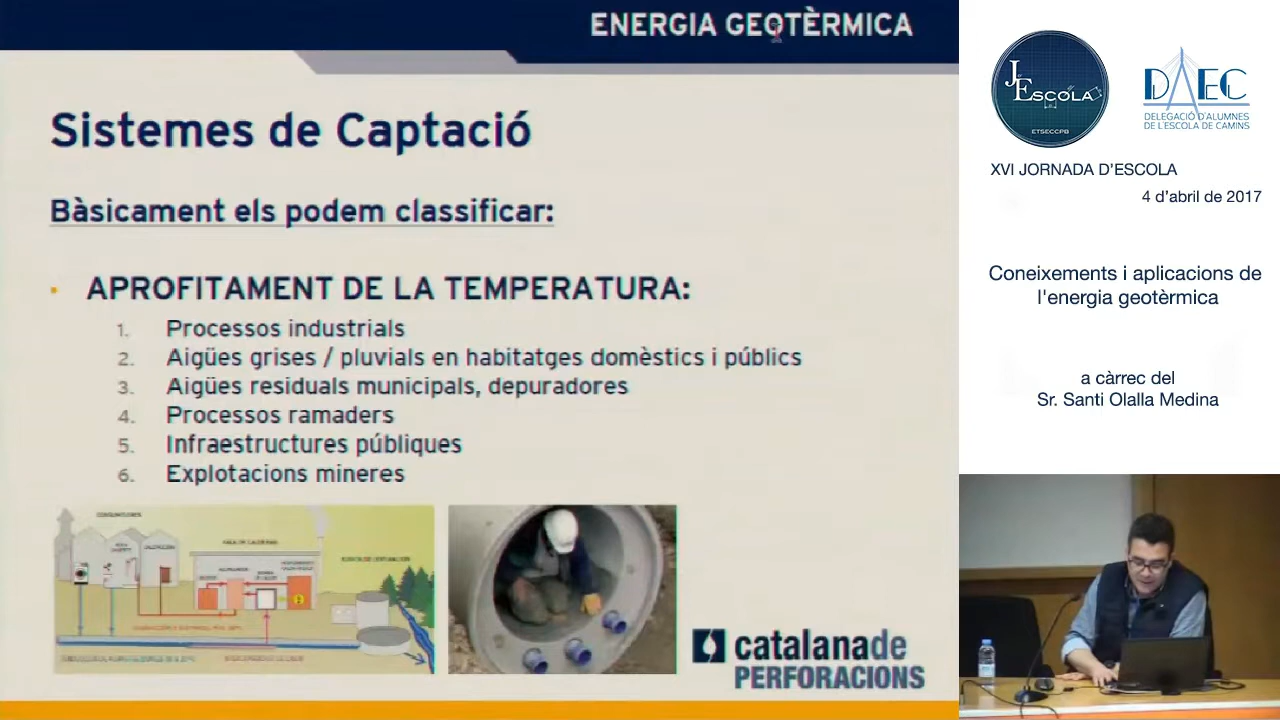 ENERGIA GEOTÈRMICA
Sistemes de Captació
Bàsicament els podem classificar:
• APROFITAMENT DE LA TEMPERATURA:
1. Processos industrials
2. Aigües grises / pluvials en habitatges domèstics i públics
3. Aigües residuals municipals, depuradores
4. Processos ramaders
5. Infraestructures públiques
6. Explotacions mineres
catalanade
PERFORACIONS
JEscola
ETSECCPB
DAEC
DELEGACIÓ D'ALUMNES
DE L'ESCOLA DE CAMINS
XVI JORNADA D'ESCOLA
4 d'abril de 2017
Coneixements i aplicacions de
l'energia geotèrmica
a càrrec del
Sr. Santi Olalla Medina